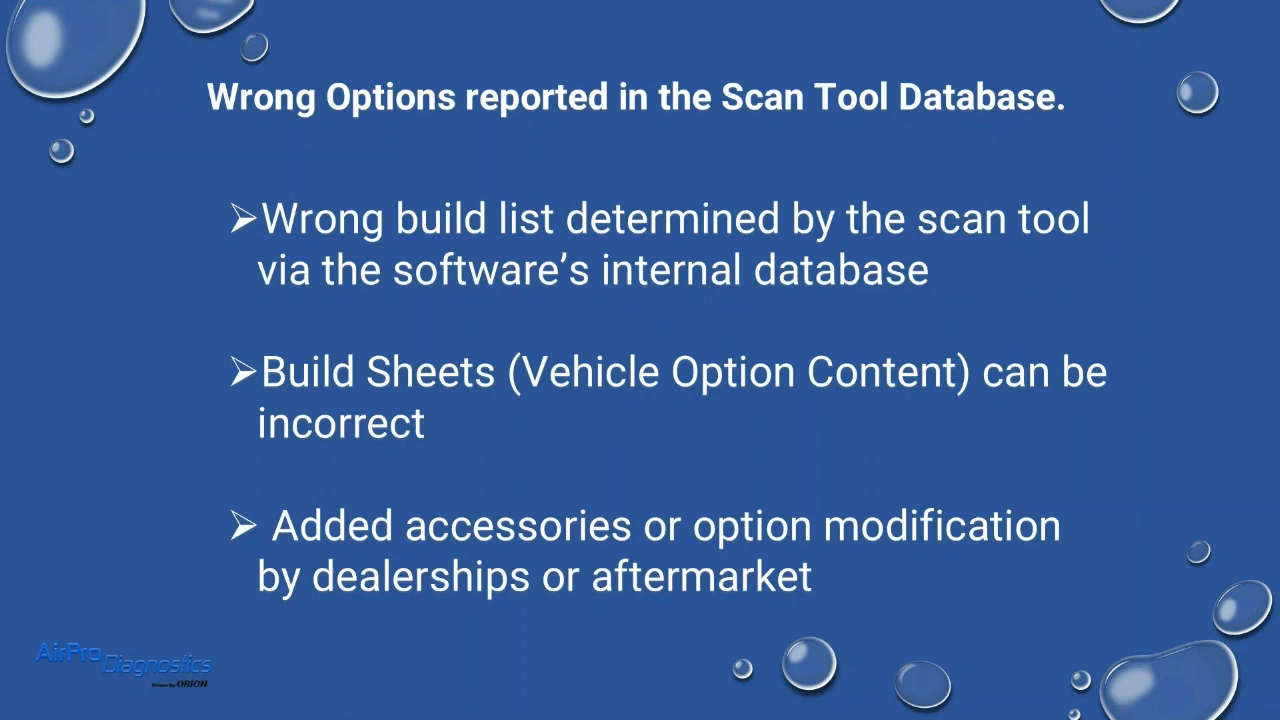 Wrong Options reported in the Scan Tool Database.
➢Wrong build list determined by the scan tool
via the software’s internal database
➢Build Sheets (Vehicle Option Content) can be
incorrect
➢ Added accessories or option modification
by dealerships or aftermarket
AirPro Diagnostics
ORION